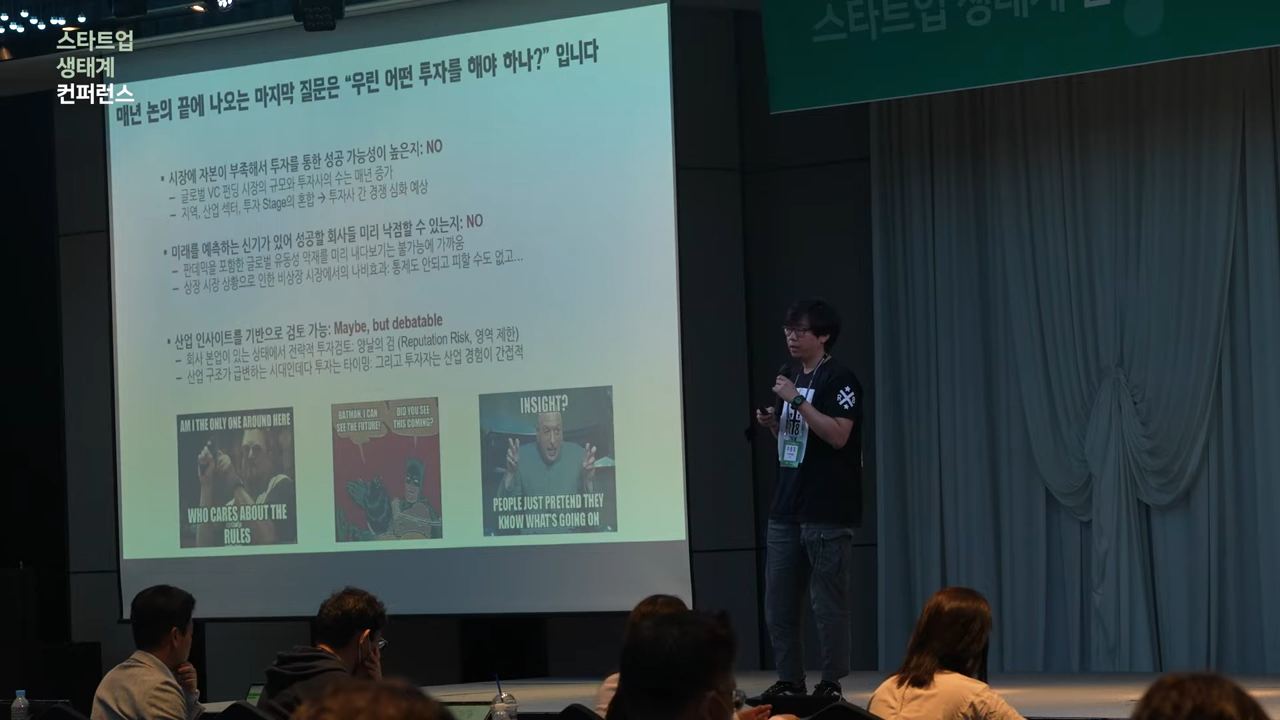 스타트업
생태계
컨퍼런스
스타트업 생태계
매년 논의 끝에 나오는 마지막 질문은 “우린 어떤 투자를 해야 하나?” 입니다
▪ 시장에 자본이 부족해서 투자를 통한 성공 가능성이 높은지: NO
– 글로벌 VC 펀딩 시장의 규모와 투자사의 수는 매년 증가
– 지역, 산업 섹터, 투자 Stage의 혼합 → 투자사 간 경쟁 심화 예상
▪ 미래를 예측하는 신기가 있어 성공할 회사들 미리 낙점할 수 있는지: NO
– 판데믹을 포함한 글로벌 유동성 악재를 미리 내다보기는 불가능에 가까움
– 상장 시장 상황으로 인한 비상장 시장에서의 나비효과: 통제도 안되고 피할 수도 없고...
▪ 산업 인사이트를 기반으로 검토 가능: Maybe, but debatable
– 회사 본업이 있는 상태에서 전략적 투자검토: 양날의 검 (Reputation Risk, 영역 제한)
– 산업 구조가 급변하는 시대인데다 투자는 타이밍: 그리고 투자자는 산업 경험이 간접적
AM I THE ONLY ONE AROUND HERE
WHO CARES ABOUT THE
RULES
BATMAN, I CAN
SEE THE FUTURE!
DID YOU SEE
THIS COMING?
INSIGHT?
PEOPLE JUST PRETEND THEY
KNOW WHAT'S GOING ON